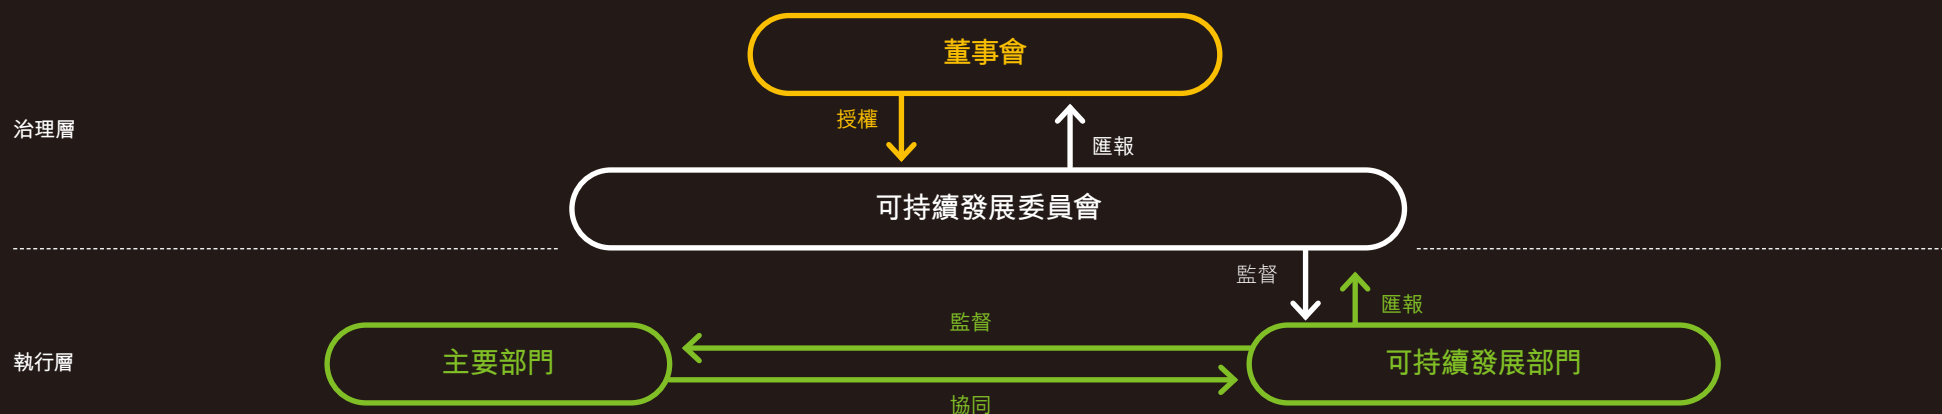 董事會
授權
治理層
匯報
可持續發展委員會
監督
匯報
監督
主要部門
可持續發展部門
執行層
協同